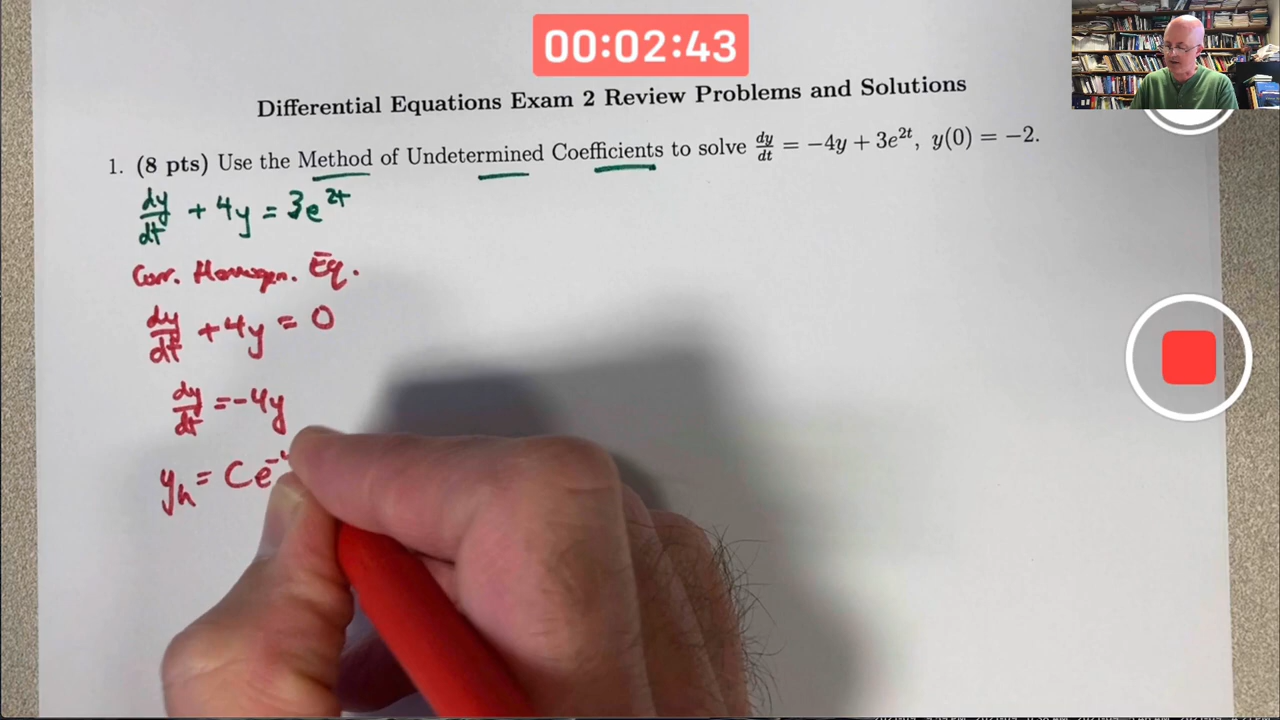 00:02:43
Differential Equations Exam 2 Review Problems and Solutions
1. (8 pts) Use the Method of Undetermined Coefficients to solve dy/dt = −4y + 3e^{2t}, y(0) = −2.
dy/dt + 4y = 3e^{2t}
Corr. Homogen. Eq.
dy/dt + 4y = 0
dy/dt = -4y
y_h = Ce^{-4